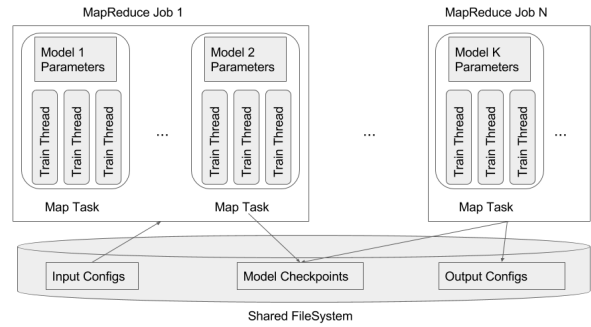 MapReduce Job 1
MapReduce Job N
Model 1
Parameters
Model 2
Parameters
Model K
Parameters
Train Thread
Train Thread
Train Thread
...
Train Thread
Train Thread
Train Thread
...
Train Thread
Train Thread
Train Thread
...
Map Task
Map Task
Map Task
Input Configs
Model Checkpoints
Output Configs
Shared FileSystem